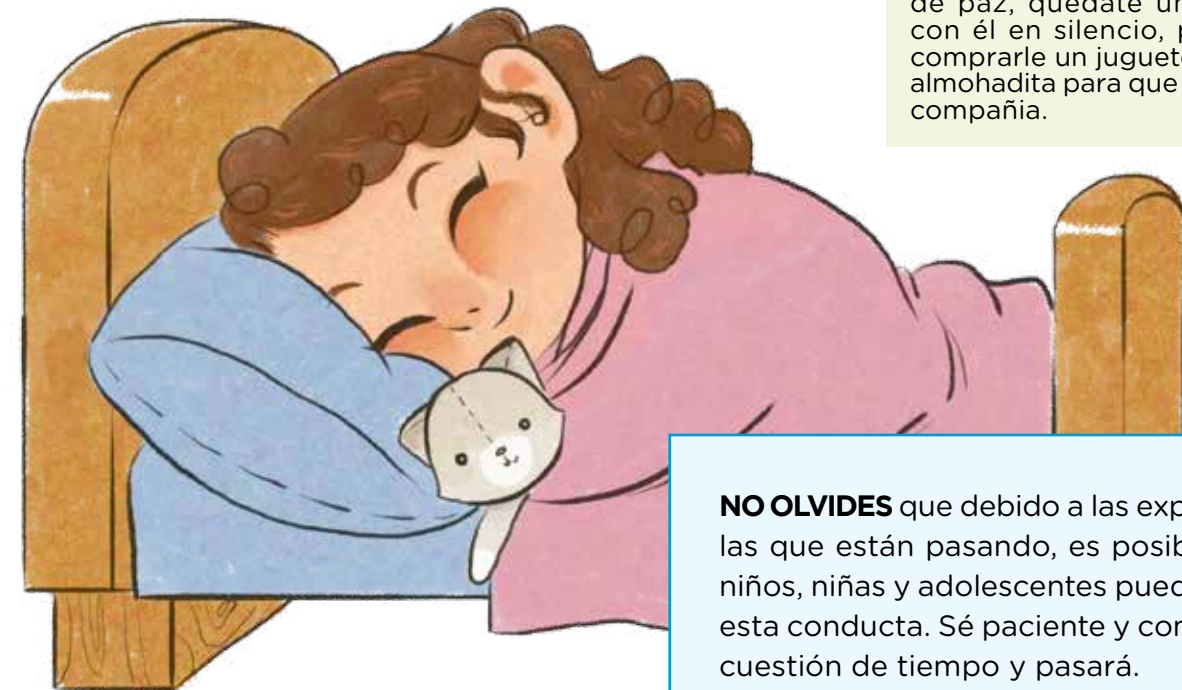 de paz, quédate un
con él en silencio, p
comprarle un juguete
almohadita para que
compañia.
NO OLVIDES que debido a las exp
las que están pasando, es posib
niños, niñas y adolescentes pued
esta conducta. Sé paciente y con
cuestión de tiempo y pasará.